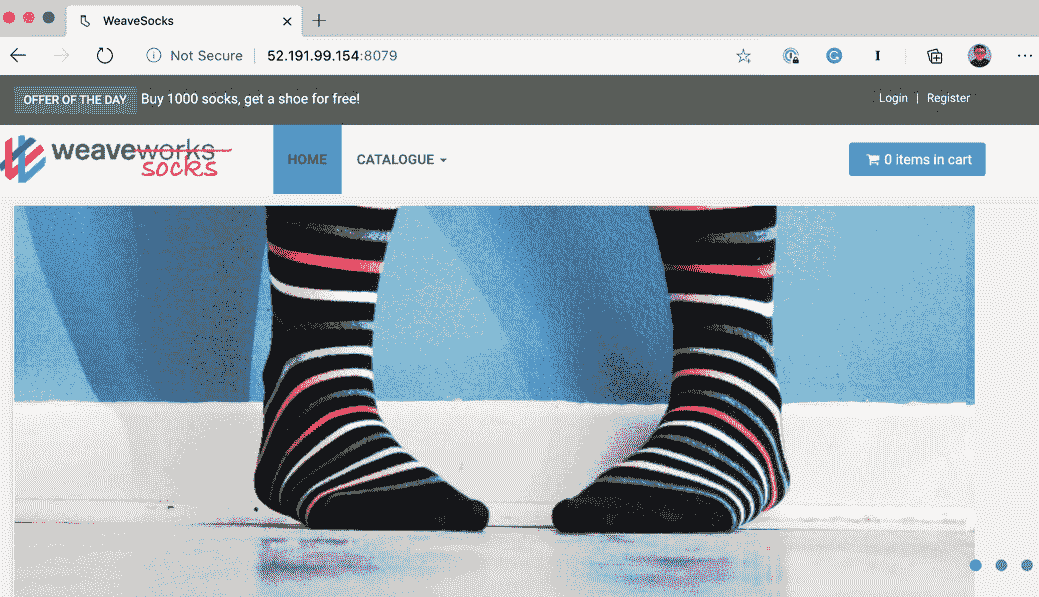 WeaveSocks
Not Secure 52.191.99.154:8079
OFFER OF THE DAY Buy 1000 socks, get a shoe for free! Login | Register
weaveworks socks
HOME CATALOGUE 0 items in cart